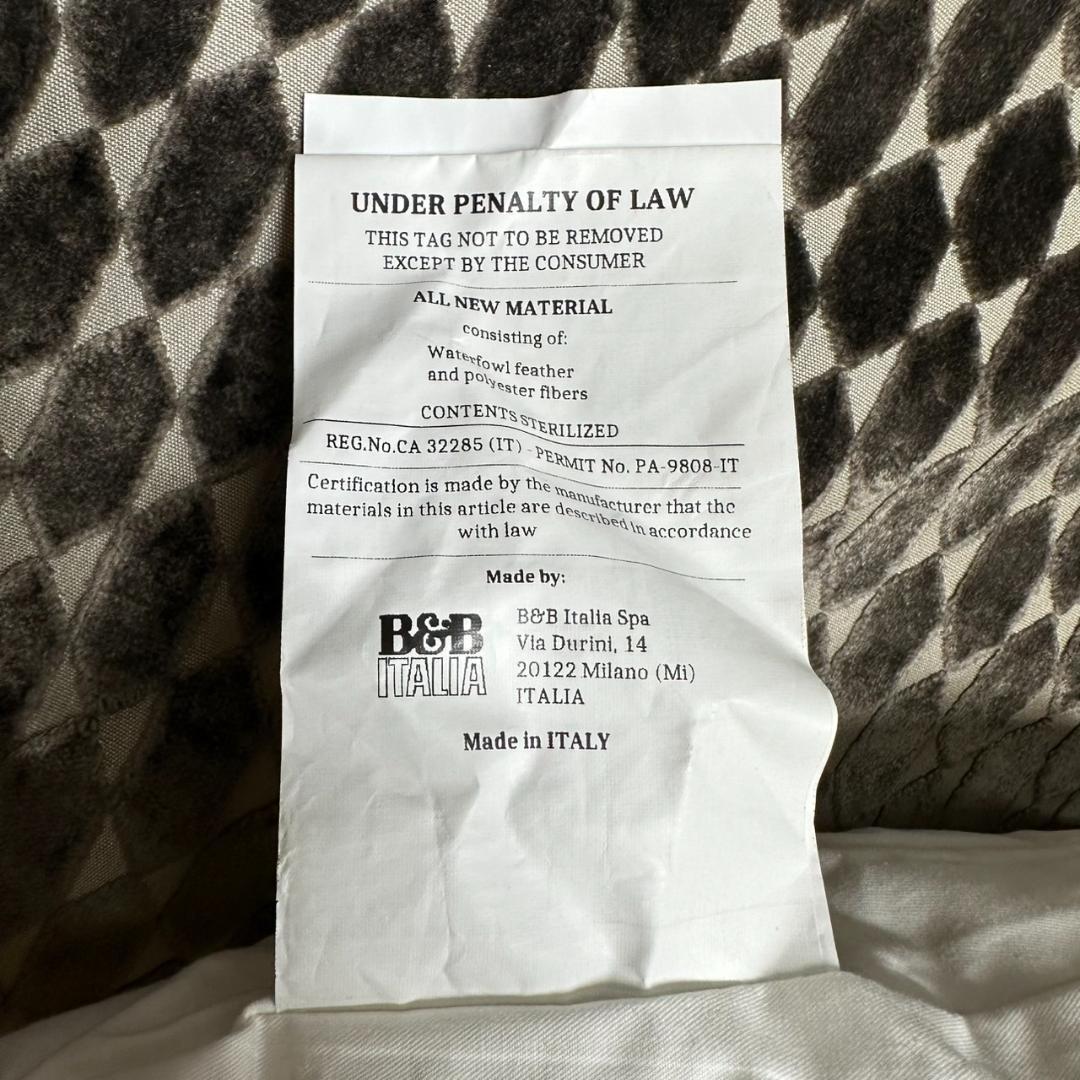 UNDER PENALTY OF LAW
THIS TAG NOT TO BE REMOVED
EXCEPT BY THE CONSUMER
ALL NEW MATERIAL
consisting of:
Waterfowl feather
and polyester fibers
CONTENTS STERILIZED
REG.No.CA 32285 (IT) - PERMIT No. PA-9808-IT
Certification is made by the manufacturer that the
materials in this article are described in accordance
with law
Made by:
B&B
ITALIA
B&B Italia Spa
Via Durini, 14
20122 Milano (Mi)
ITALIA
Made in ITALY